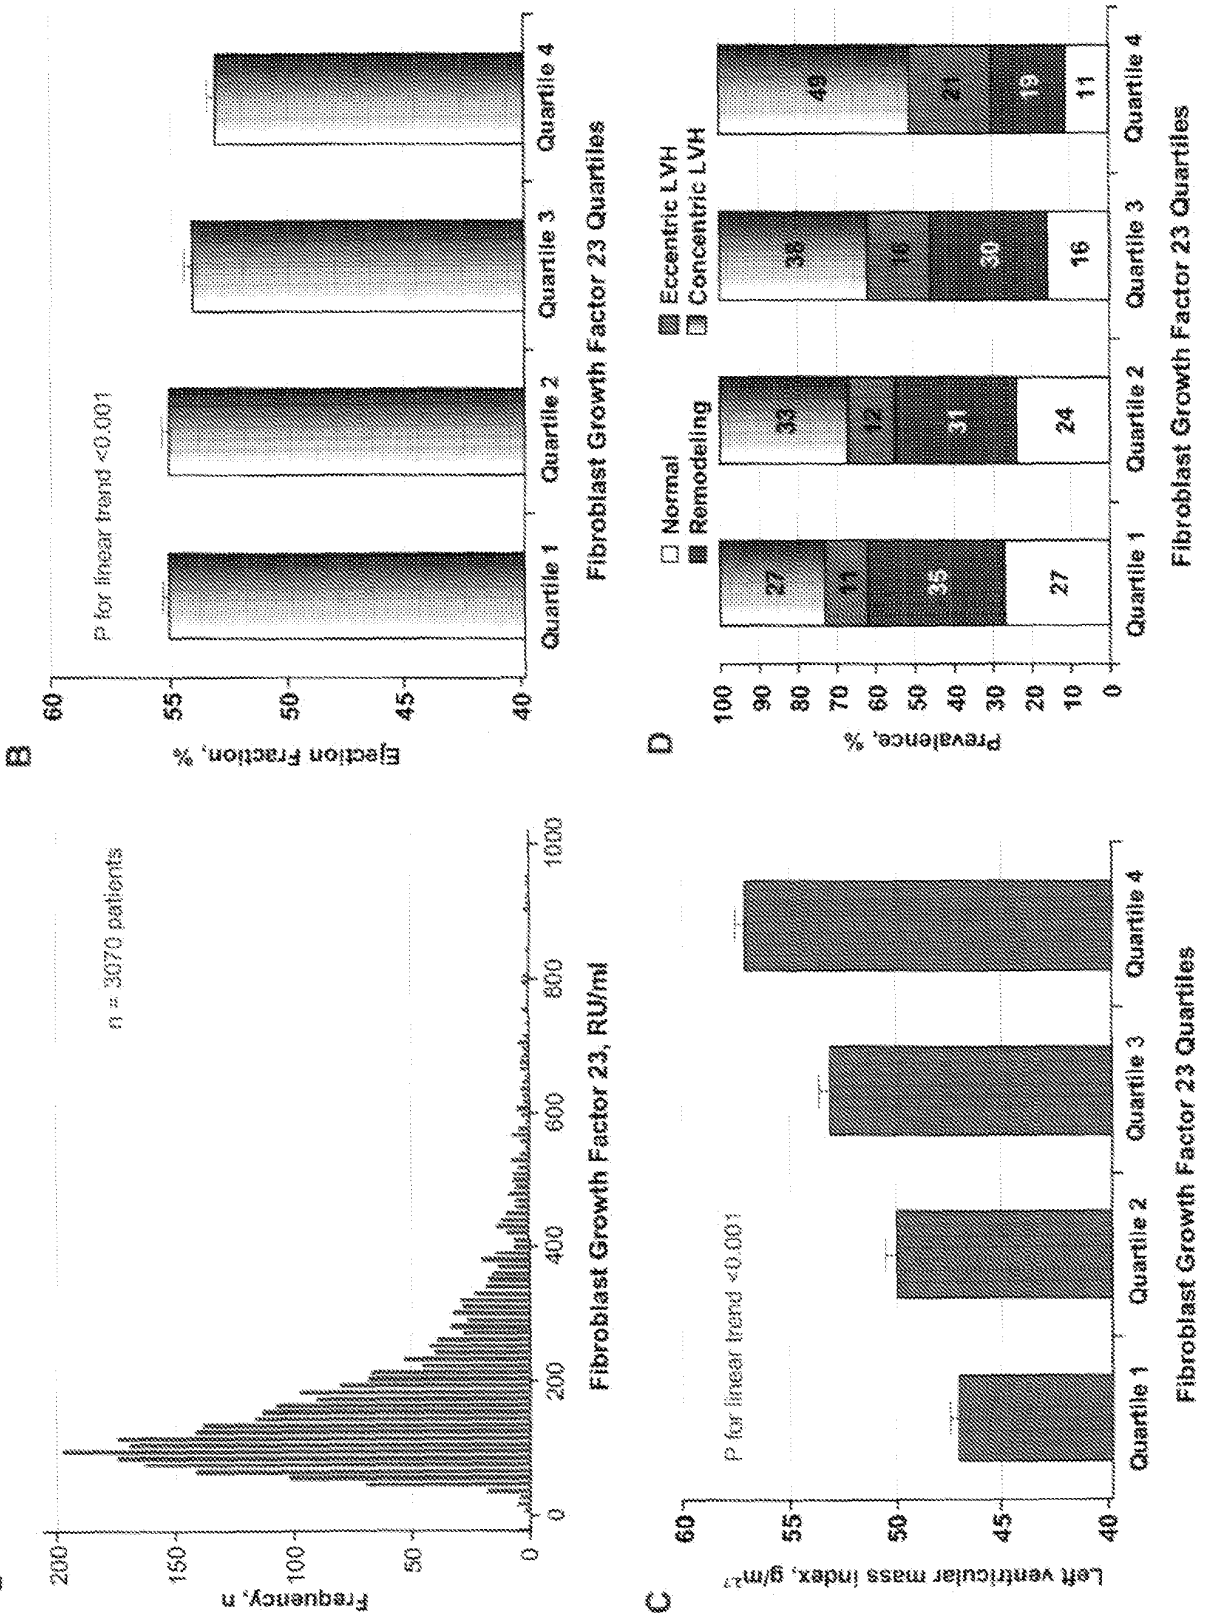 200
150
100
50
0
Frequency, n
n = 3070 patients
0 200 400 600 800 1000
Fibroblast Growth Factor 23, RU/ml
B
60
55
50
45
40
Ejection Fraction, %
P for linear trend <0.001
Quartile 1 Quartile 2 Quartile 3 Quartile 4
Fibroblast Growth Factor 23 Quartiles
C
60
55
50
45
40
Left ventricular mass index, g/m2.7
P for linear trend <0.001
Quartile 1 Quartile 2 Quartile 3 Quartile 4
Fibroblast Growth Factor 23 Quartiles
D
Normal Eccentric LVH
Remodeling Concentric LVH
100
90
80
70
60
50
40
30
20
10
0
Prevalence, %
27 33 38 49
11 12 16 21
35 31 30 19
27 24 16 11
Quartile 1 Quartile 2 Quartile 3 Quartile 4
Fibroblast Growth Factor 23 Quartiles